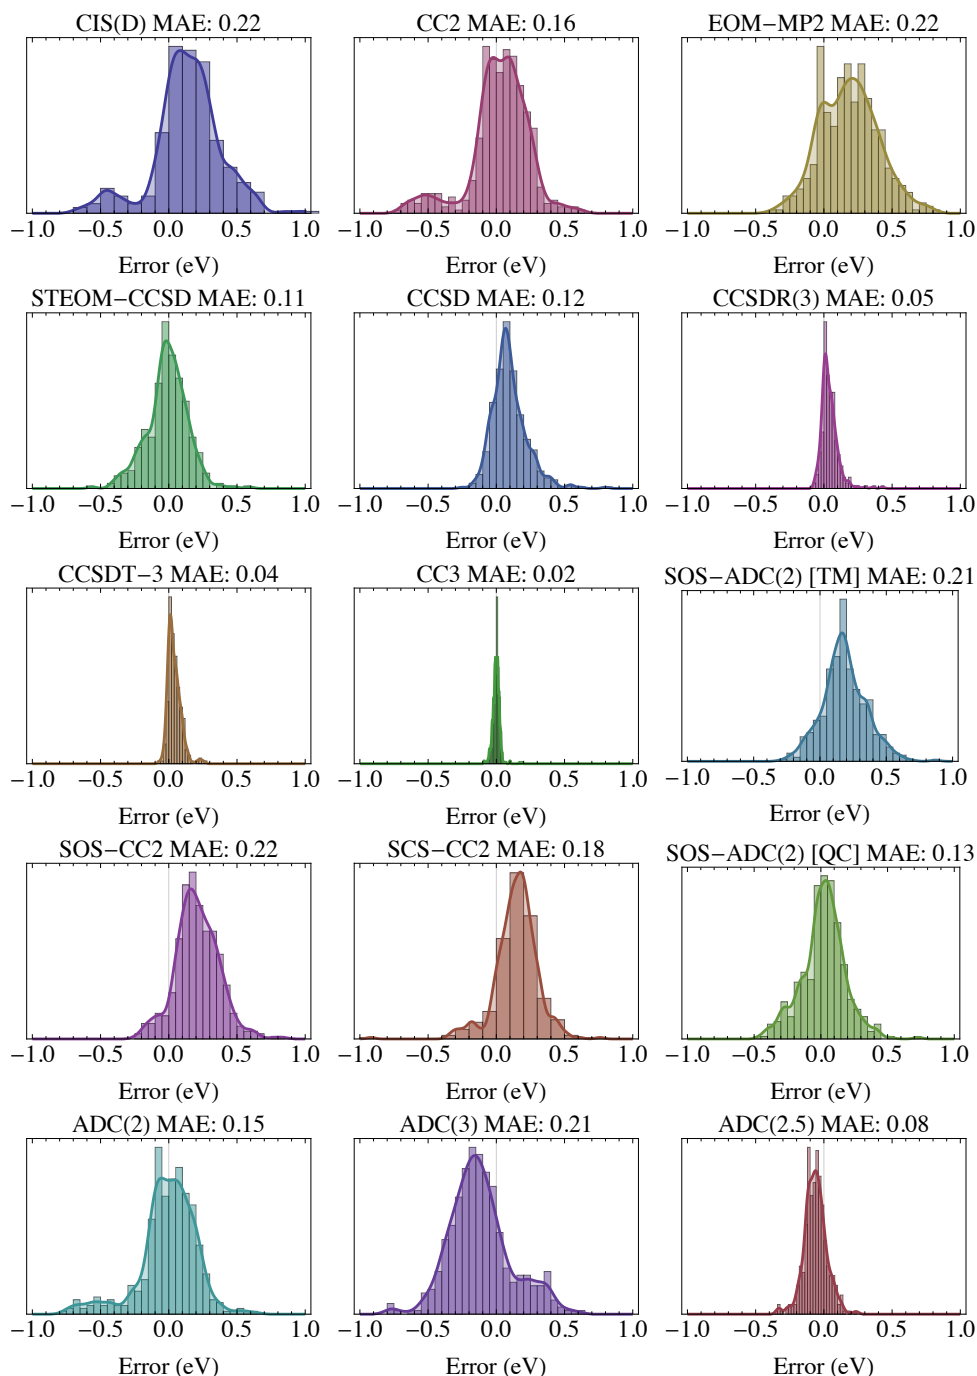 CIS(D) MAE: 0.22 CC2 MAE: 0.16 EOM−MP2 MAE: 0.22
−1.0 −0.5 0.0 0.5 1.0 −1.0 −0.5 0.0 0.5 1.0 −1.0 −0.5 0.0 0.5 1.0
Error (eV) Error (eV) Error (eV)
STEOM−CCSD MAE: 0.11 CCSD MAE: 0.12 CCSDR(3) MAE: 0.05
−1.0 −0.5 0.0 0.5 1.0 −1.0 −0.5 0.0 0.5 1.0 −1.0 −0.5 0.0 0.5 1.0
Error (eV) Error (eV) Error (eV)
CCSDT−3 MAE: 0.04 CC3 MAE: 0.02 SOS−ADC(2) [TM] MAE: 0.21
−1.0 −0.5 0.0 0.5 1.0 −1.0 −0.5 0.0 0.5 1.0 −1.0 −0.5 0.0 0.5 1.0
Error (eV) Error (eV) Error (eV)
SOS−CC2 MAE: 0.22 SCS−CC2 MAE: 0.18 SOS−ADC(2) [QC] MAE: 0.13
−1.0 −0.5 0.0 0.5 1.0 −1.0 −0.5 0.0 0.5 1.0 −1.0 −0.5 0.0 0.5 1.0
Error (eV) Error (eV) Error (eV)
ADC(2) MAE: 0.15 ADC(3) MAE: 0.21 ADC(2.5) MAE: 0.08
−1.0 −0.5 0.0 0.5 1.0 −1.0 −0.5 0.0 0.5 1.0 −1.0 −0.5 0.0 0.5 1.0
Error (eV) Error (eV) Error (eV)